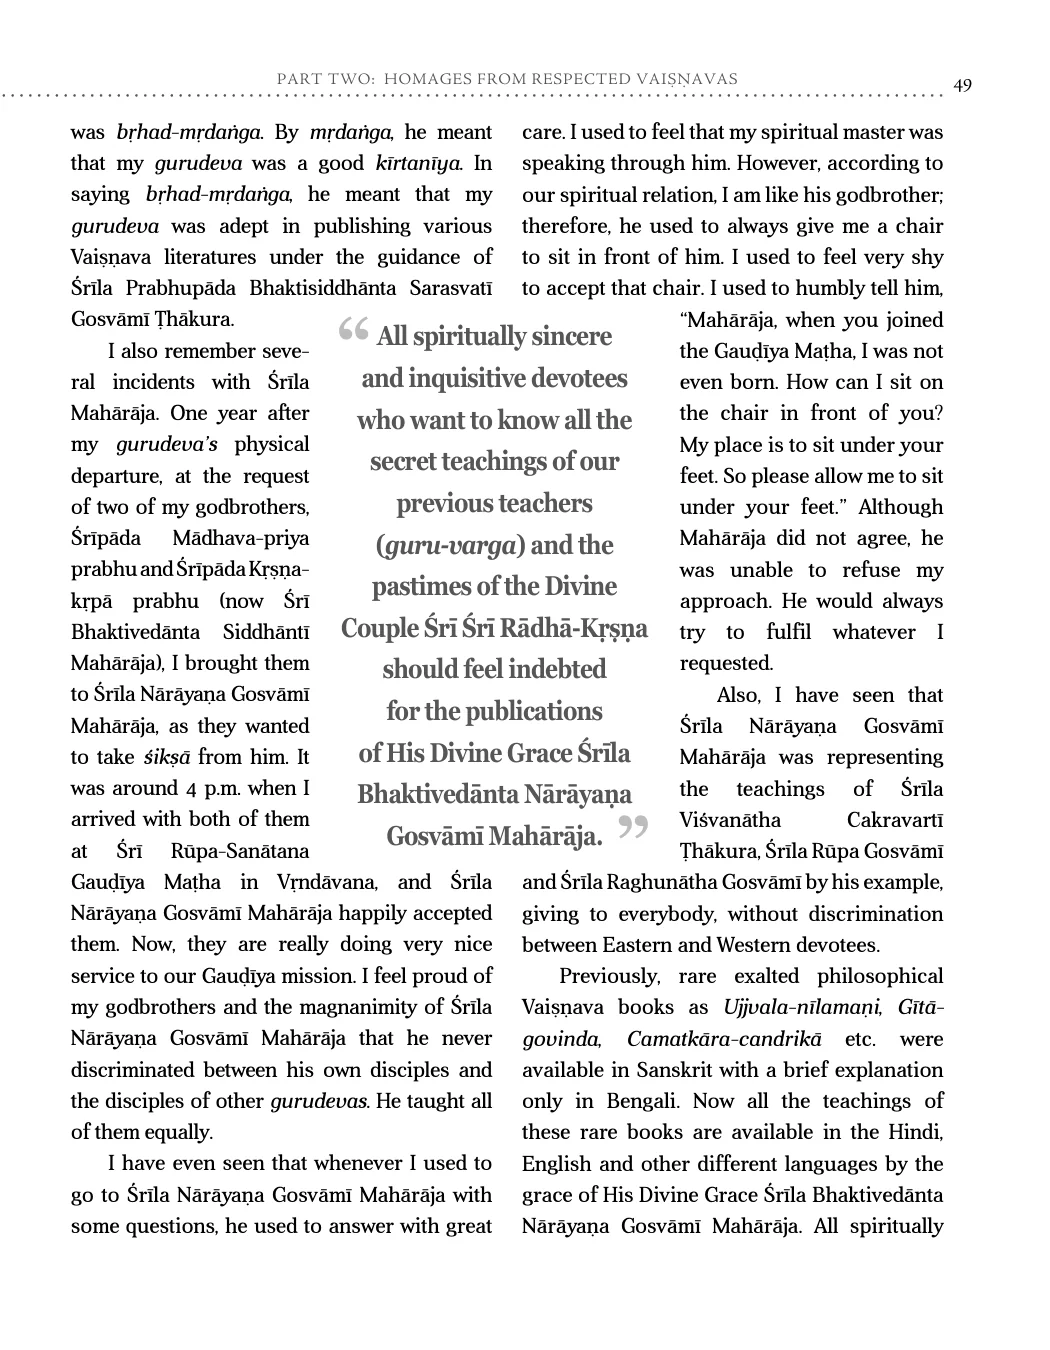 PART TWO: HOMAGES FROM RESPECTED VAIṢṆAVAS
49
was bṛhad-mṛdaṅga. By mṛdaṅga, he meant
that my gurudeva was a good kīrtanīya. In
saying bṛhad-mṛdaṅga, he meant that my
gurudeva was adept in publishing various
Vaiṣṇava literatures under the guidance of
Śrīla Prabhupāda Bhaktisiddhānta Sarasvatī
Gosvāmī Ṭhākura.
I also remember seve-
ral incidents with Śrīla
Mahārāja. One year after
my gurudeva’s physical
departure, at the request
of two of my godbrothers,
Śrīpāda Mādhava-priya
prabhu and Śrīpāda Kṛṣṇa-
kṛpā prabhu (now Śrī
Bhaktivedānta Siddhāntī
Mahārāja), I brought them
to Śrīla Nārāyaṇa Gosvāmī
Mahārāja, as they wanted
to take śikṣā from him. It
was around 4 p.m. when I
arrived with both of them
at Śrī Rūpa-Sanātana
Gauḍīya Maṭha in Vṛndāvana, and Śrīla
Nārāyaṇa Gosvāmī Mahārāja happily accepted
them. Now, they are really doing very nice
service to our Gauḍīya mission. I feel proud of
my godbrothers and the magnanimity of Śrīla
Nārāyaṇa Gosvāmī Mahārāja that he never
discriminated between his own disciples and
the disciples of other gurudevas. He taught all
of them equally.
I have even seen that whenever I used to
go to Śrīla Nārāyaṇa Gosvāmī Mahārāja with
some questions, he used to answer with great
“ All spiritually sincere
and inquisitive devotees
who want to know all the
secret teachings of our
previous teachers
(guru-varga) and the
pastimes of the Divine
Couple Śrī Śrī Rādhā-Kṛṣṇa
should feel indebted
for the publications
of His Divine Grace Śrīla
Bhaktivedānta Nārāyaṇa
Gosvāmī Mahārāja. ”
care. I used to feel that my spiritual master was
speaking through him. However, according to
our spiritual relation, I am like his godbrother;
therefore, he used to always give me a chair
to sit in front of him. I used to feel very shy
to accept that chair. I used to humbly tell him,
“Mahārāja, when you joined
the Gauḍīya Maṭha, I was not
even born. How can I sit on
the chair in front of you?
My place is to sit under your
feet. So please allow me to sit
under your feet.” Although
Mahārāja did not agree, he
was unable to refuse my
approach. He would always
try to fulfil whatever I
requested.
Also, I have seen that
Śrīla Nārāyaṇa Gosvāmī
Mahārāja was representing
the teachings of Śrīla
Viśvanātha Cakravartī
Ṭhākura, Śrīla Rūpa Gosvāmī
and Śrīla Raghunātha Gosvāmī by his example,
giving to everybody, without discrimination
between Eastern and Western devotees.
Previously, rare exalted philosophical
Vaiṣṇava books as Ujjvala-nīlamaṇi, Gītā-
govinda, Camatkāra-candrikā etc. were
available in Sanskrit with a brief explanation
only in Bengali. Now all the teachings of
these rare books are available in the Hindi,
English and other different languages by the
grace of His Divine Grace Śrīla Bhaktivedānta
Nārāyaṇa Gosvāmī Mahārāja. All spiritually